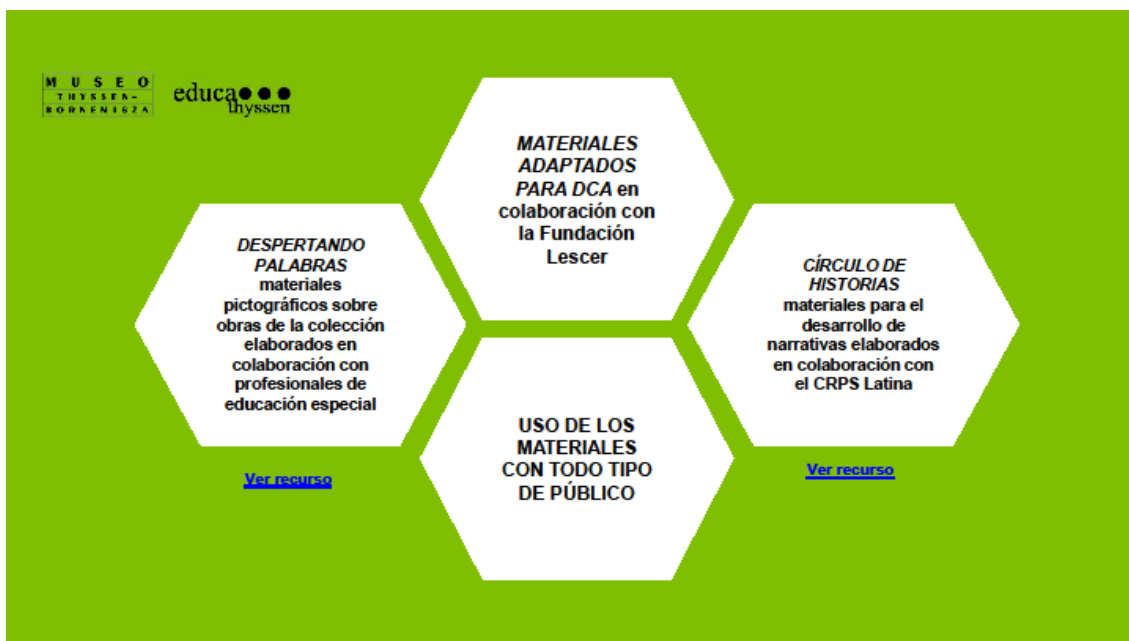 MUSEO
THYSSEN-
BORNEMISZA
educa
thyssen
MATERIALES
ADAPTADOS
PARA DCA en
colaboración con
la Fundación
Lescer
DESPERTANDO
PALABRAS
materiales
pictográficos sobre
obras de la colección
elaborados en
colaboración con
profesionales de
educación especial
Ver recurso
CÍRCULO DE
HISTORIAS
materiales para el
desarrollo de
narrativas elaborados
en colaboración con
el CRPS Latina
Ver recurso
USO DE LOS
MATERIALES
CON TODO TIPO
DE PÚBLICO